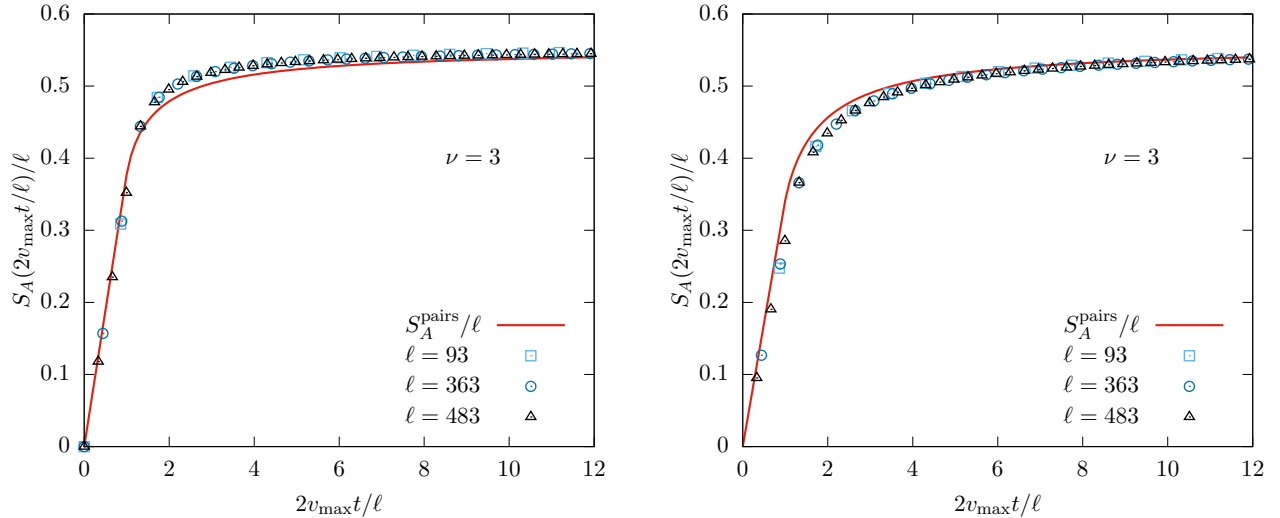 0.6
0.5
0.4
0.3
0.2
0.1
0
S_A(2v_max t/ℓ)/ℓ
ν = 3
S_A^pairs/ℓ
ℓ = 93
ℓ = 363
ℓ = 483
0 2 4 6 8 10 12
2v_max t/ℓ
0.6
0.5
0.4
0.3
0.2
0.1
0
S_A(2v_max t/ℓ)/ℓ
ν = 3
S_A^pairs/ℓ
ℓ = 93
ℓ = 363
ℓ = 483
0 2 4 6 8 10 12
2v_max t/ℓ